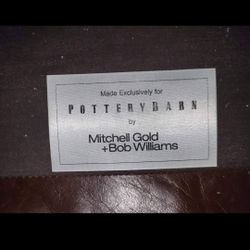 Made Exclusively for
POTTERYBARN
by
Mitchell Gold
+Bob Williams